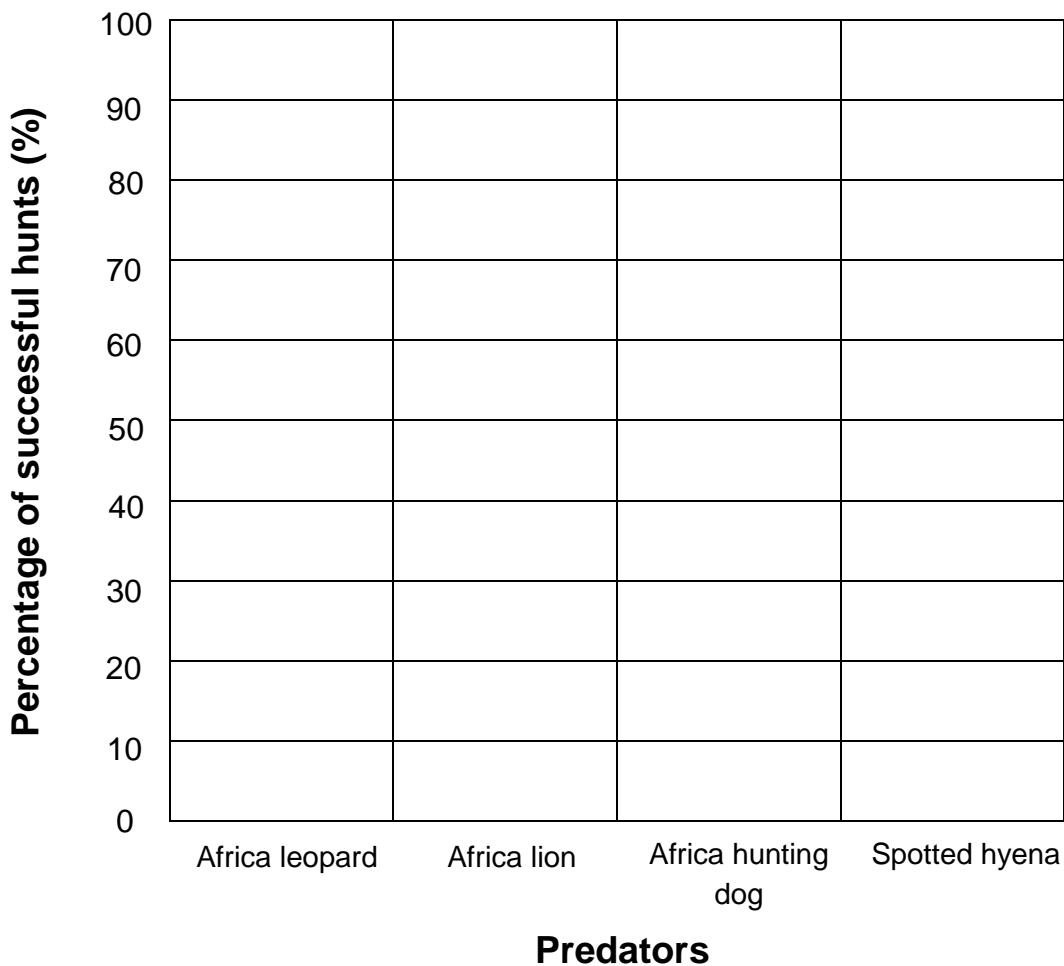 Percentage of successful hunts (%)
100
90
80
70
60
50
40
30
20
10
0
Africa leopard
Africa lion
Africa hunting
dog
Spotted hyena
Predators